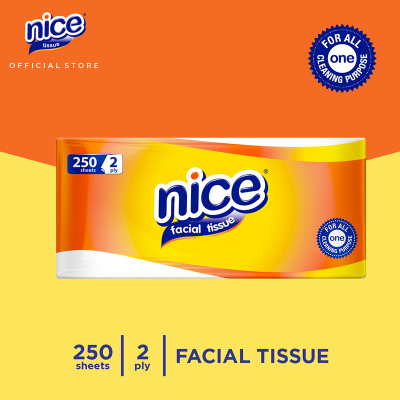 nice
tissue
OFFICIAL STORE
FOR ALL
one
CLEANING PURPOSE
250 2
sheets ply
nice®
facial tissue
FOR ALL
one
CLEANING PURPOSE
250 2 FACIAL TISSUE
sheets ply